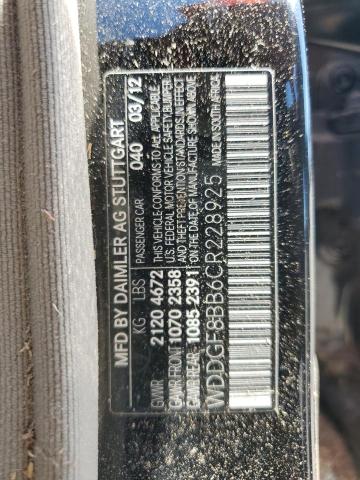 MFD BY DAIMLER AG STUTTGART
PASSENGER CAR 040 03/12
KG LBS
GVWR 2120 4672
GAWR FRONT 1070 2358
GAWR REAR 1085 2391
THIS VEHICLE CONFORMS TO ALL APPLICABLE
U.S. FEDERAL MOTOR VEHICLE SAFETY BUMPER
AND THEFT PREVENTION STANDARDS IN EFFECT
ON THE DATE OF MANUFACTURE SHOWN ABOVE
MADE IN SOUTH AFRICA
WDDGF8BB6CR228925